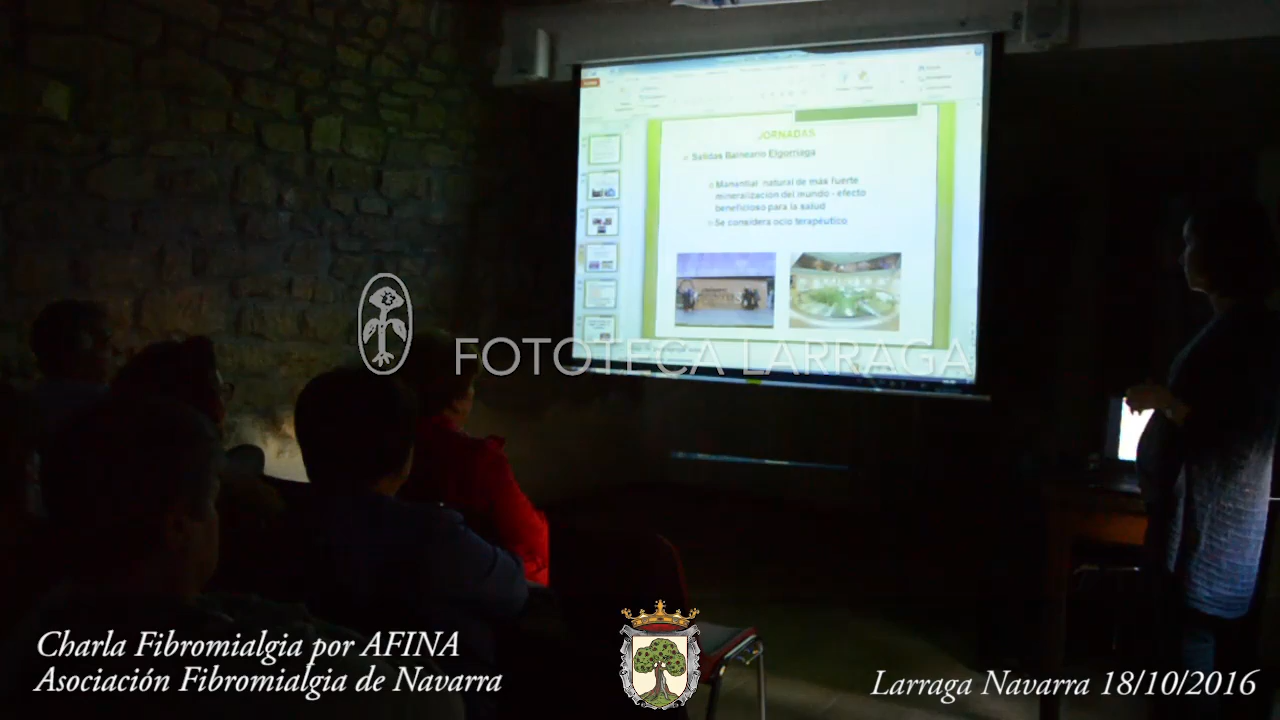 JORNADAS
Salidas Balneario Elgorriaga
Manantial natural de mas fuerte
mineralización del mundo - efecto
beneficioso para la salud
Se considera ocio terapéutico
FOTOTECA LARRAGA
Charla Fibromialgia por AFINA
Asociación Fibromialgia de Navarra
Larraga Navarra 18/10/2016